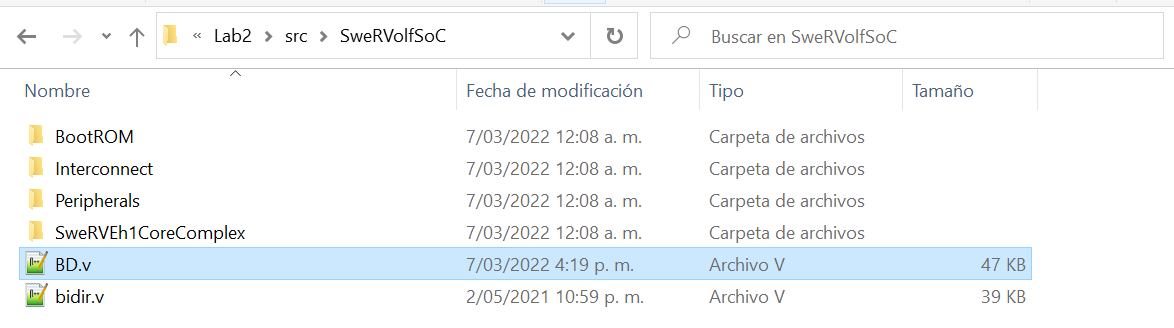 « Lab2 > src > SweRVolfSoC Buscar en SweRVolfSoC
Nombre Fecha de modificación Tipo Tamaño
BootROM 7/03/2022 12:08 a. m. Carpeta de archivos
Interconnect 7/03/2022 12:08 a. m. Carpeta de archivos
Peripherals 7/03/2022 12:08 a. m. Carpeta de archivos
SweRVEh1CoreComplex 7/03/2022 12:08 a. m. Carpeta de archivos
BD.v 7/03/2022 4:19 p. m. Archivo V 47 KB
bidir.v 2/05/2021 10:59 p. m. Archivo V 39 KB